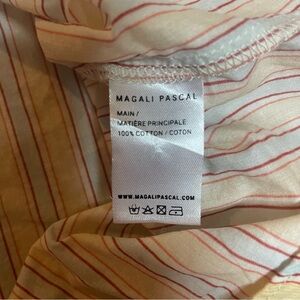 MAGALI PASCAL
MAIN/
MATIÈRE PRINCIPALE
100% COTTON / COTON
WWW.MAGALIPASCAL.COM